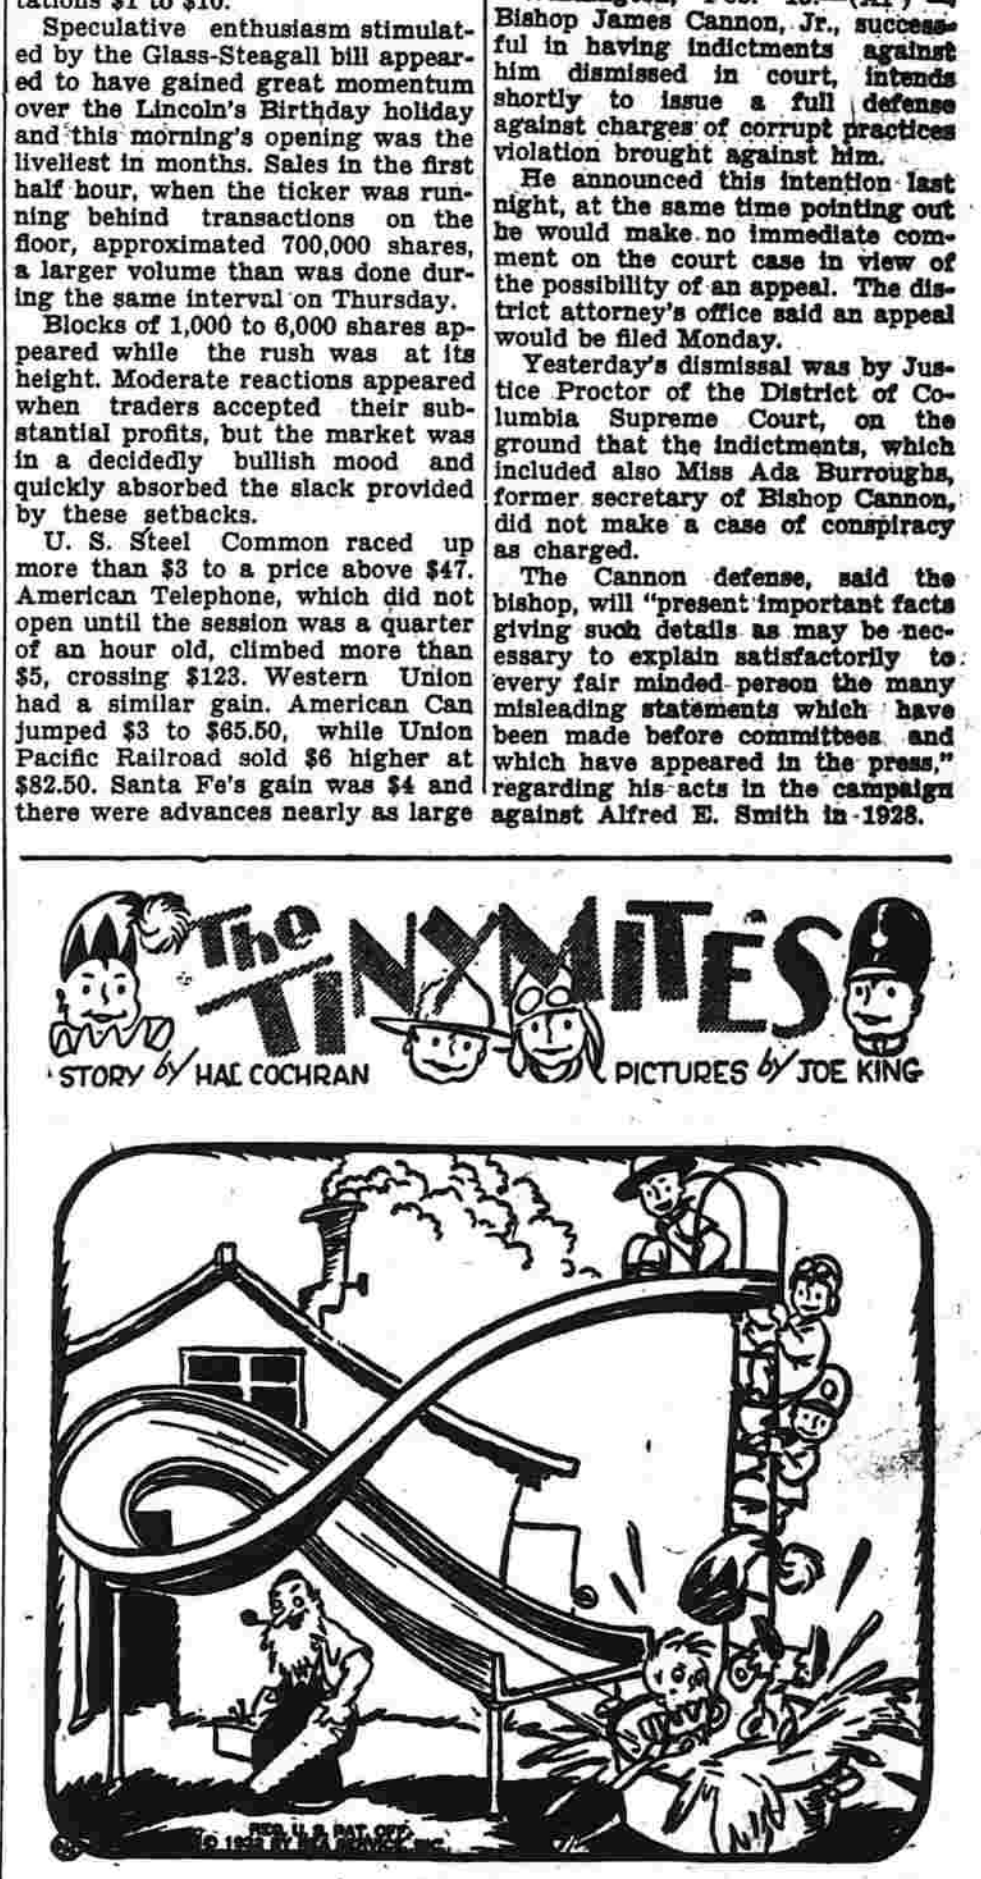 tations $1 to $10.
Speculative enthusiasm stimulat-
ed by the Glass-Steagall bill appear-
ed to have gained great momentum
over the Lincoln's Birthday holiday
and this morning's opening was the
liveliest in months. Sales in the first
half hour, when the ticker was run-
ning behind transactions on the
floor, approximated 700,000 shares,
a larger volume than was done dur-
ing the same interval on Thursday.
Blocks of 1,000 to 6,000 shares ap-
peared while the rush was at its
height. Moderate reactions appeared
when traders accepted their sub-
stantial profits, but the market was
in a decidedly bullish mood and
quickly absorbed the slack provided
by these setbacks.
U. S. Steel Common raced up
more than $3 to a price above $47.
American Telephone, which did not
open until the session was a quarter
of an hour old, climbed more than
$5, crossing $123. Western Union
had a similar gain. American Can
jumped $3 to $65.50, while Union
Pacific Railroad sold $6 higher at
$82.50. Santa Fe's gain was $4 and
there were advances nearly as large
Bishop James Cannon, Jr., success-
ful in having indictments against
him dismissed in court, intends
shortly to issue a full defense
against charges of corrupt practices
violation brought against him.
He announced this intention last
night, at the same time pointing out
he would make no immediate com-
ment on the court case in view of
the possibility of an appeal. The dis-
trict attorney's office said an appeal
would be filed Monday.
Yesterday's dismissal was by Jus-
tice Proctor of the District of Co-
lumbia Supreme Court, on the
ground that the indictments, which
included also Miss Ada Burroughs,
former secretary of Bishop Cannon,
did not make a case of conspiracy
as charged.
The Cannon defense, said the
bishop, will "present important facts
giving such details as may be nec-
essary to explain satisfactorily to
every fair minded person the many
misleading statements which have
been made before committees and
which have appeared in the press,"
regarding his acts in the campaign
against Alfred E. Smith in 1928.
The
TINYMITES
STORY by HAL COCHRAN
PICTURES by JOE KING
REG. U. S. PAT. OFF.
© 1932 BY NEA SERVICE, INC.